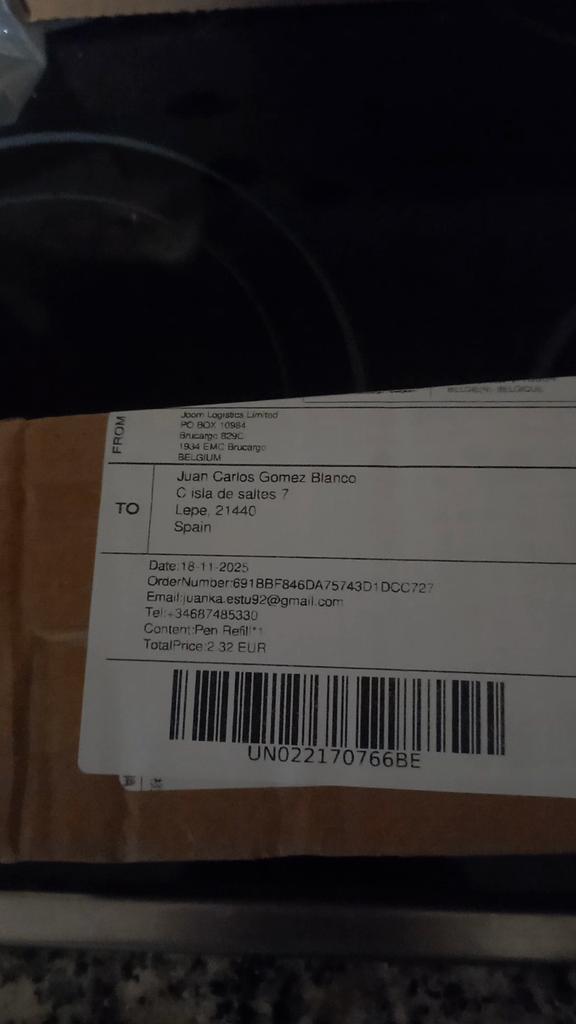 BELGIQUE
FROM
Joom Logistics Limited
PO BOX 10984
Brucargo 829C
1934 EMC Brucargo
BELGIUM
TO
Juan Carlos Gomez Blanco
C isla de saltes 7
Lepe, 21440
Spain
Date:18-11-2025
OrderNumber:691BBF846DA75743D1DCC727
Email:juanka.estu92@gmail.com
Tel:+34687485330
Content:Pen Refill*1
TotalPrice:2.32 EUR
UN022170766BE